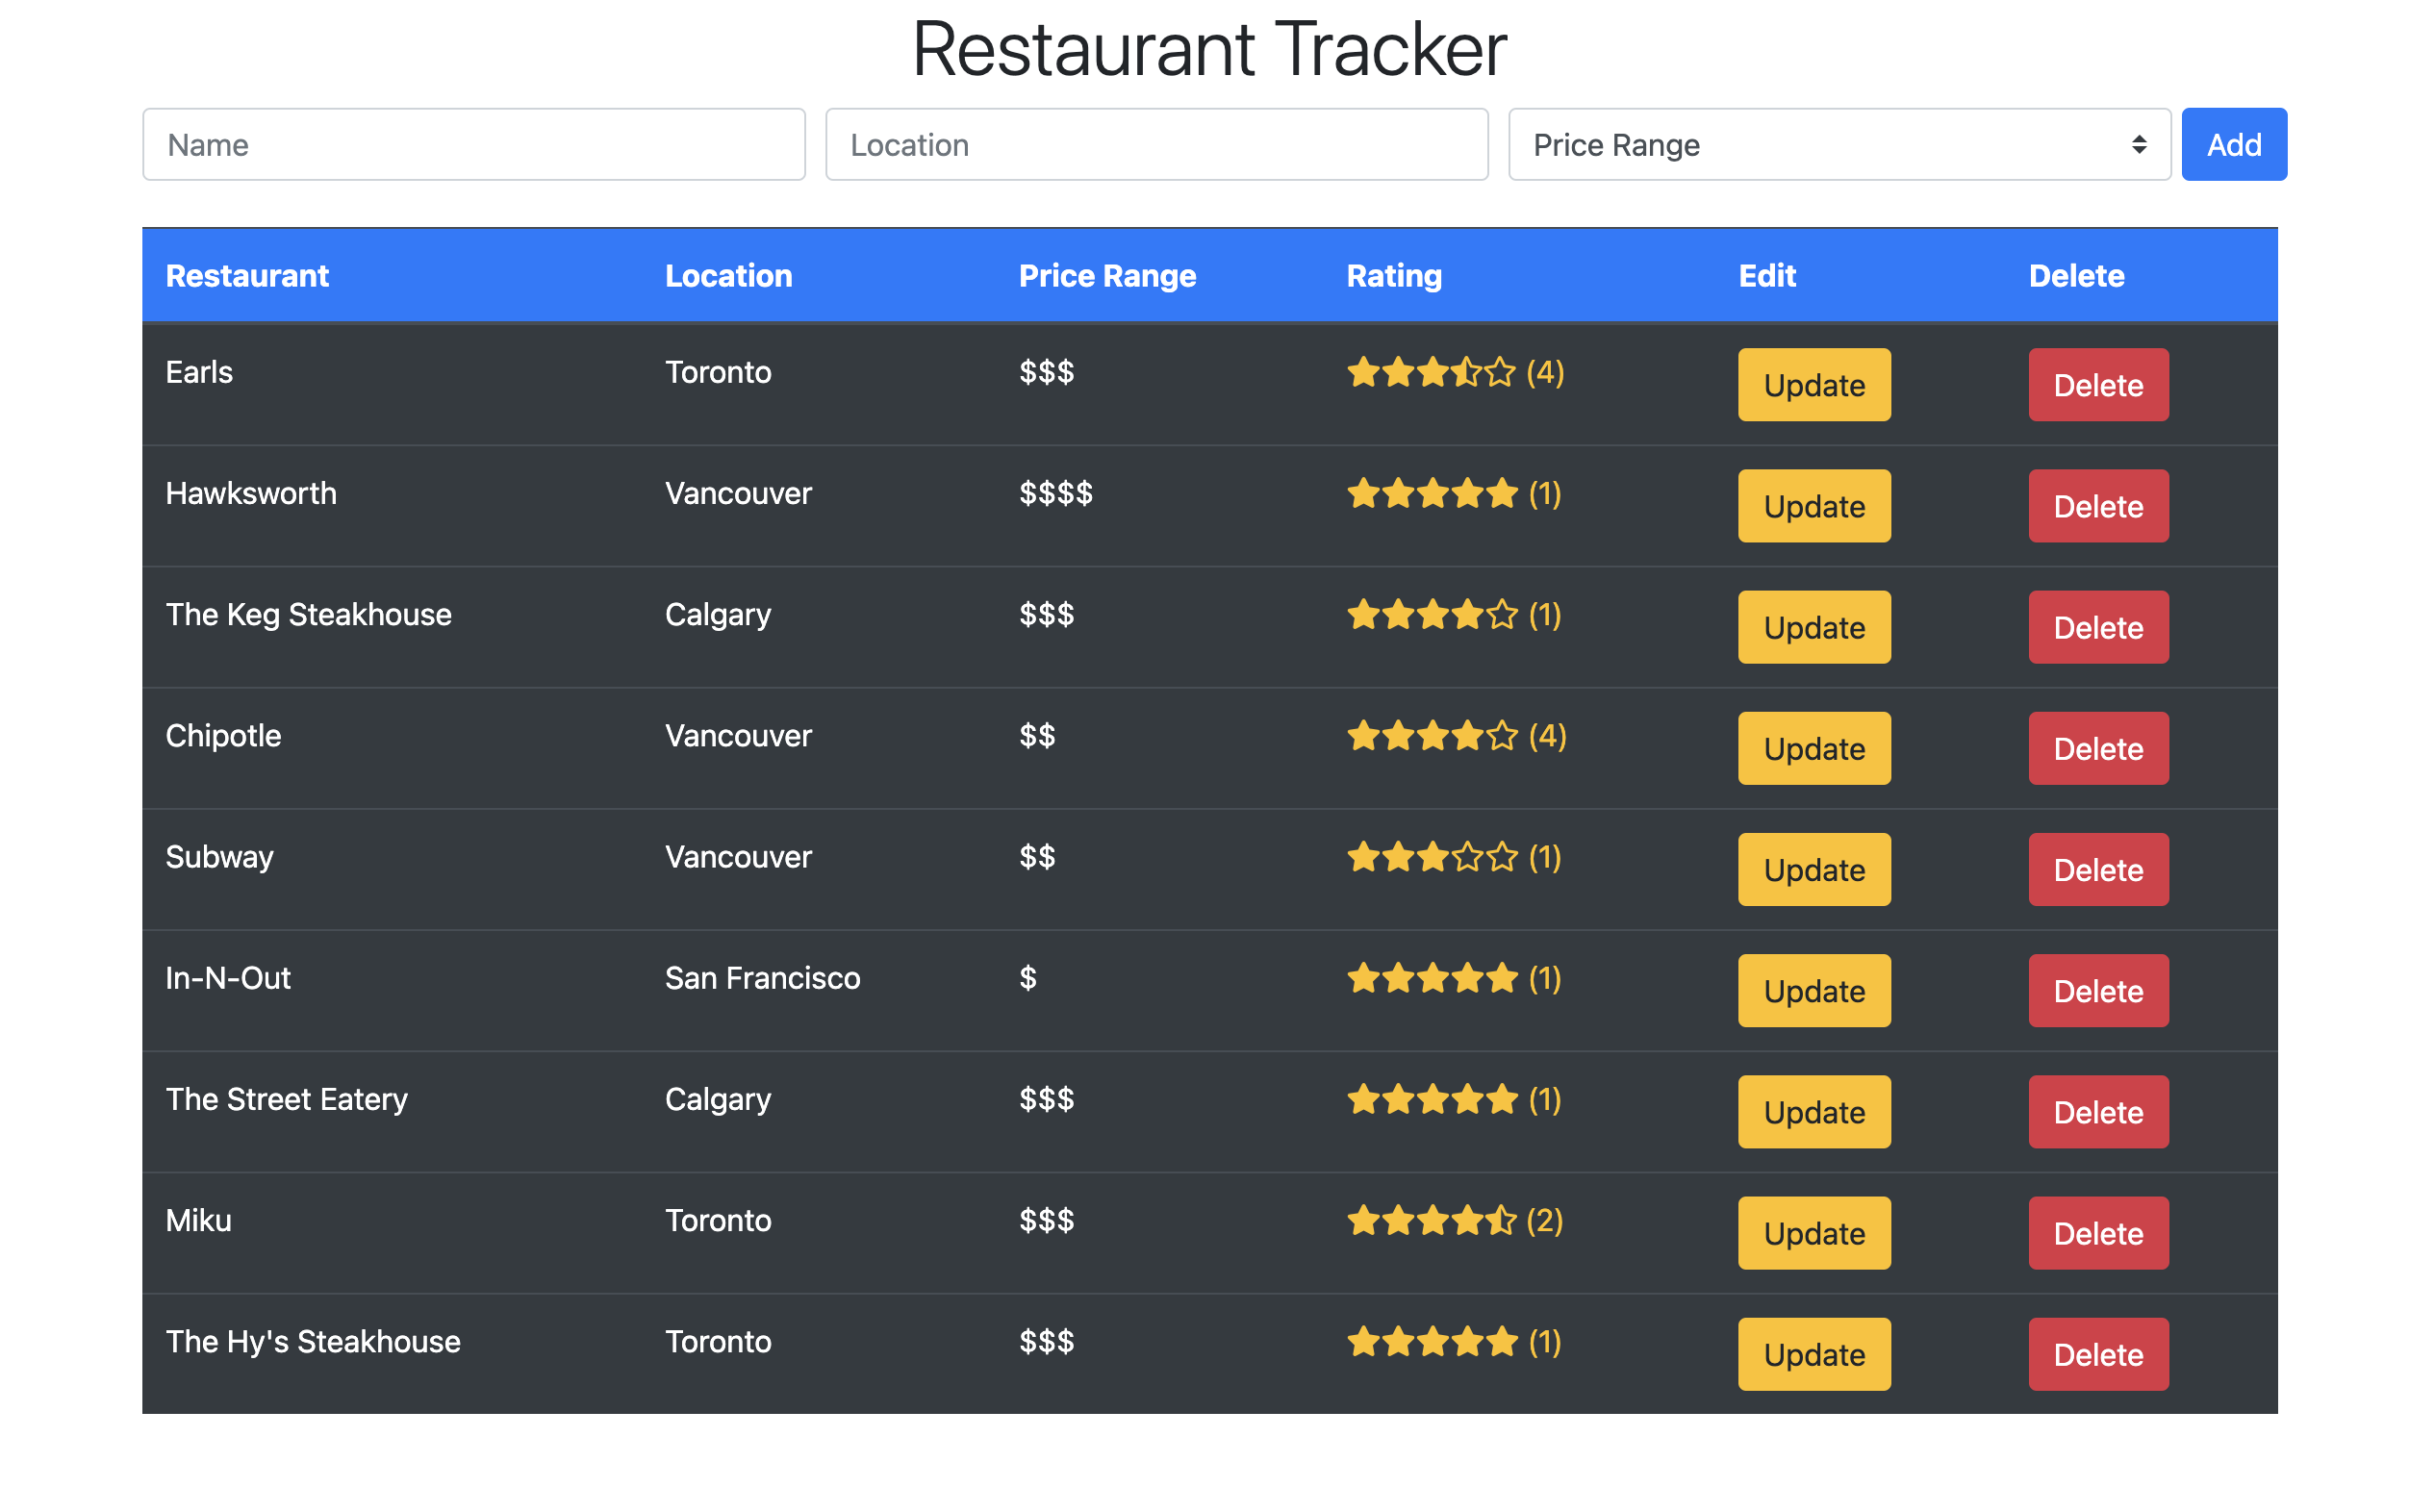 Restaurant Tracker
Name Location Price Range Add
Restaurant Location Price Range Rating Edit Delete
Earls Toronto $$$ (4) Update Delete
Hawksworth Vancouver $$$$ (1) Update Delete
The Keg Steakhouse Calgary $$$ (1) Update Delete
Chipotle Vancouver $$ (4) Update Delete
Subway Vancouver $$ (1) Update Delete
In-N-Out San Francisco $ (1) Update Delete
The Street Eatery Calgary $$$ (1) Update Delete
Miku Toronto $$$ (2) Update Delete
The Hy's Steakhouse Toronto $$$ (1) Update Delete